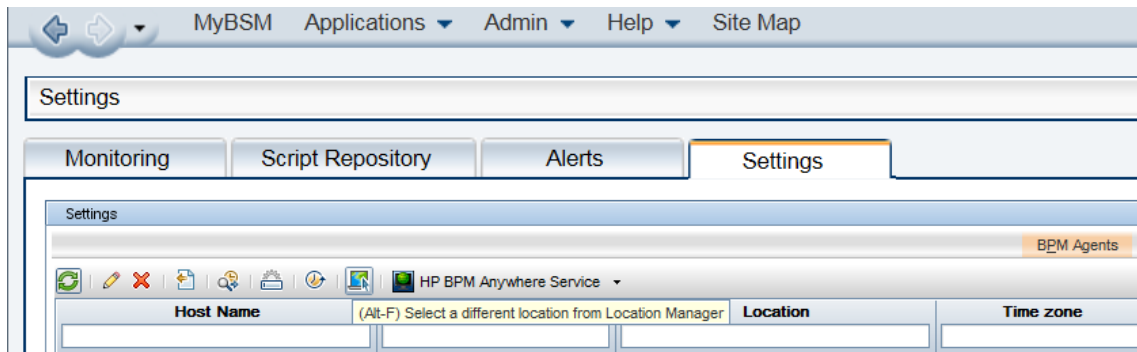 MyBSM Applications Admin Help Site Map
Settings
Monitoring Script Repository Alerts Settings
Settings
BPM Agents
HP BPM Anywhere Service
Host Name Location Time zone
(Alt-F) Select a different location from Location Manager